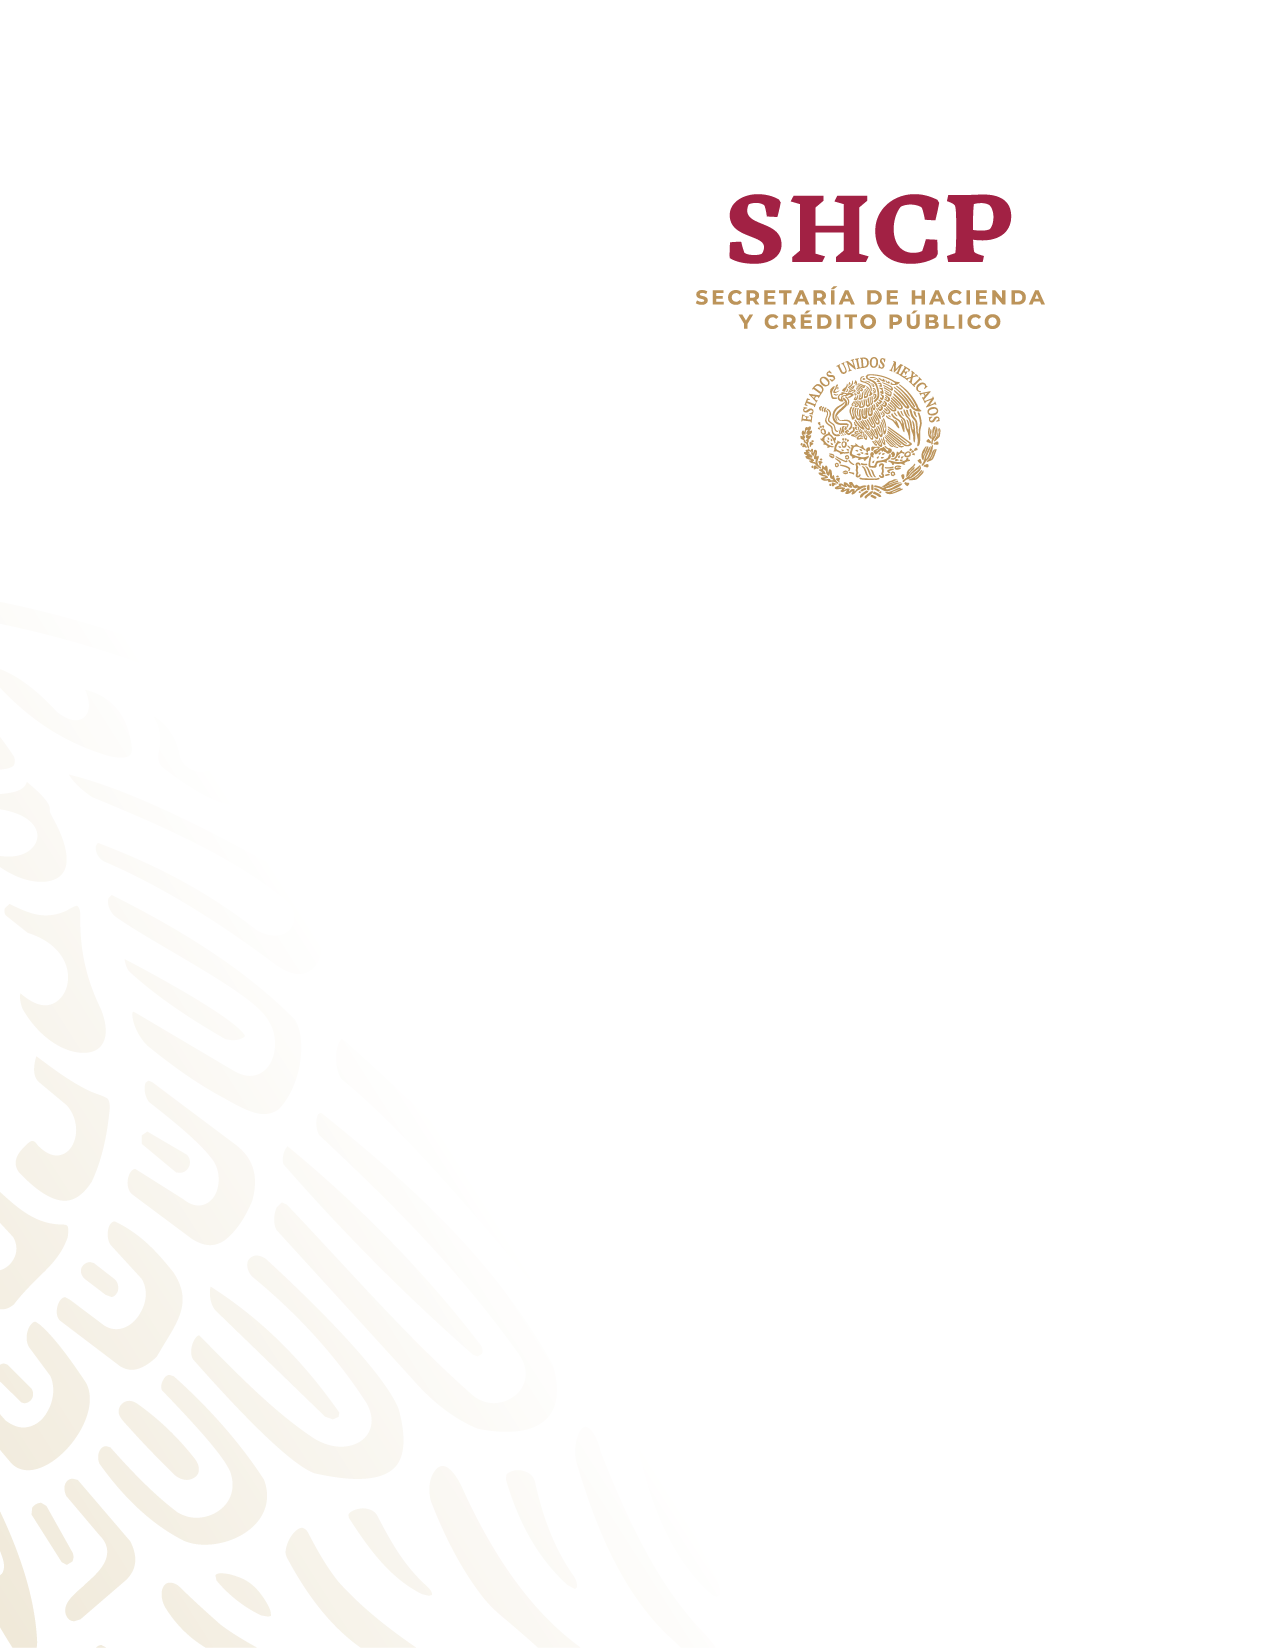 SHCP
SECRETARÍA DE HACIENDA
Y CRÉDITO PÚBLICO
ESTADOS UNIDOS MEXICANOS